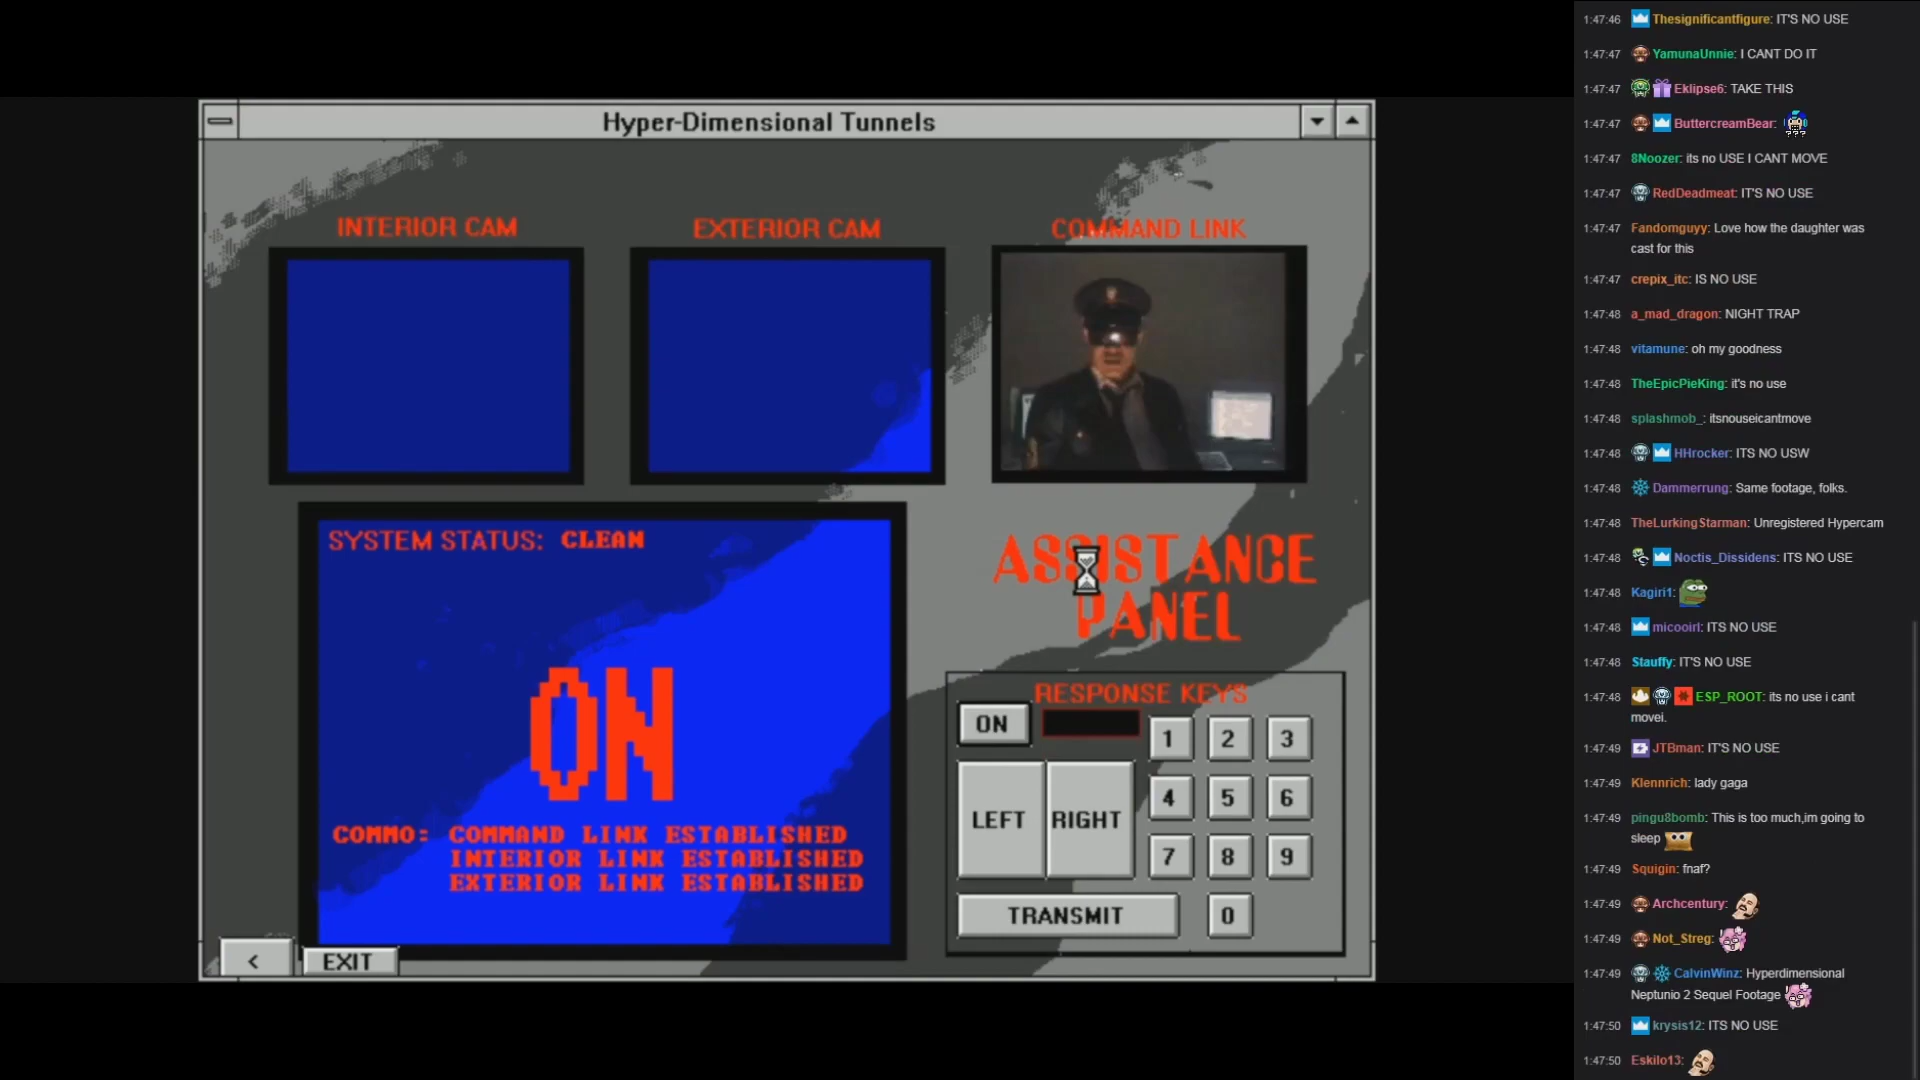 Hyper-Dimensional Tunnels
INTERIOR CAM
EXTERIOR CAM
COMMAND LINK
SYSTEM STATUS: CLEAN
ON
COMMO: COMMAND LINK ESTABLISHED
INTERIOR LINK ESTABLISHED
EXTERIOR LINK ESTABLISHED
< EXIT
ASSISTANCE
PANEL
RESPONSE KEYS
ON
1 2 3
LEFT RIGHT
4 5 6
7 8 9
TRANSMIT
0
1:47:46 Thesignificantfigure: IT'S NO USE
1:47:47 YamunaUnnie: I CANT DO IT
1:47:47 Eklipse6: TAKE THIS
1:47:47 ButtercreamBear:
1:47:47 8Noozer: its no USE I CANT MOVE
1:47:47 RedDeadmeat: IT'S NO USE
1:47:47 Fandomguyy: Love how the daughter was
cast for this
1:47:47 crepix_itc: IS NO USE
1:47:48 a_mad_dragon: NIGHT TRAP
1:47:48 vitamune: oh my goodness
1:47:48 TheEpicPieKing: it's no use
1:47:48 splashmob_: itsnouseicantmove
1:47:48 HHrocker: ITS NO USW
1:47:48 Dammerrung: Same footage, folks.
1:47:48 TheLurkingStarman: Unregistered Hypercam
1:47:48 Noctis_Dissidens: ITS NO USE
1:47:48 Kagiri1:
1:47:48 micooirl: ITS NO USE
1:47:48 Stauffy: IT'S NO USE
1:47:48 ESP_ROOT: its no use i cant
movei.
1:47:49 JTBman: IT'S NO USE
1:47:49 Klennrich: lady gaga
1:47:49 pingu8bomb: This is too much,im going to
sleep
1:47:49 Squigin: fnaf?
1:47:49 Archcentury:
1:47:49 Not_Streg:
1:47:49 CalvinWinz: Hyperdimensional
Neptunio 2 Sequel Footage
1:47:50 krysis12: ITS NO USE
1:47:50 Eskilo13: